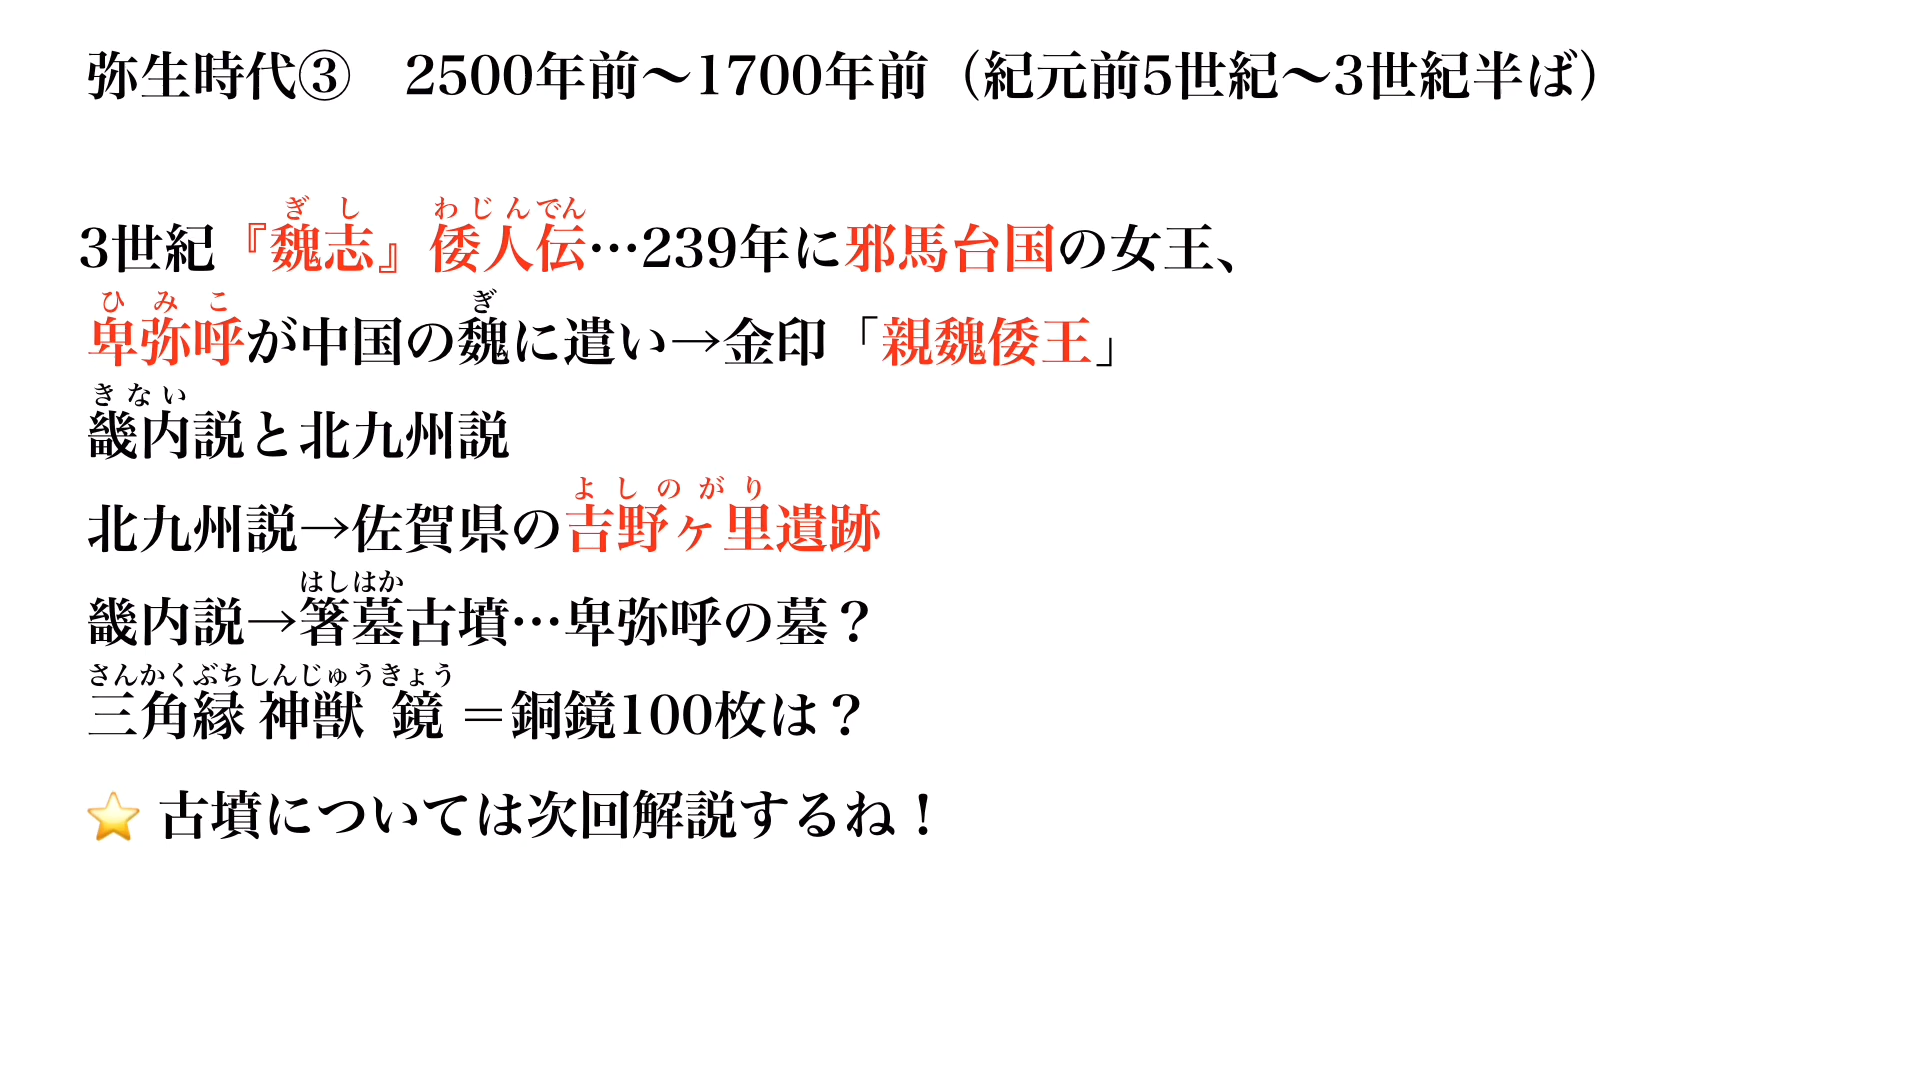 弥生時代③　2500年前〜1700年前（紀元前5世紀〜3世紀半ば）
ぎし わじんでん
3世紀『魏志』倭人伝…239年に邪馬台国の女王、
ひみこ ぎ
卑弥呼が中国の魏に遣い→金印「親魏倭王」
きない
畿内説と北九州説
よしのがり
北九州説→佐賀県の吉野ヶ里遺跡
はしはか
畿内説→箸墓古墳…卑弥呼の墓？
さんかくぶちしんじゅうきょう
三角縁神獣鏡＝銅鏡100枚は？
⭐ 古墳については次回解説するね！